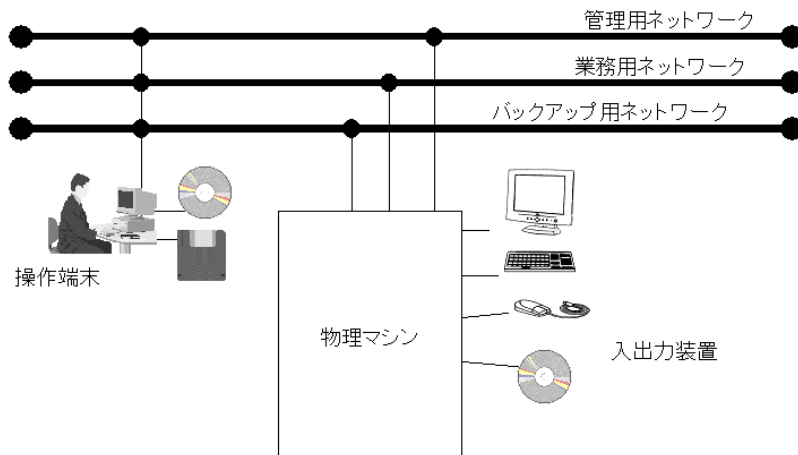 管理用ネットワーク
業務用ネットワーク
バックアップ用ネットワーク
操作端末
物理マシン
入出力装置